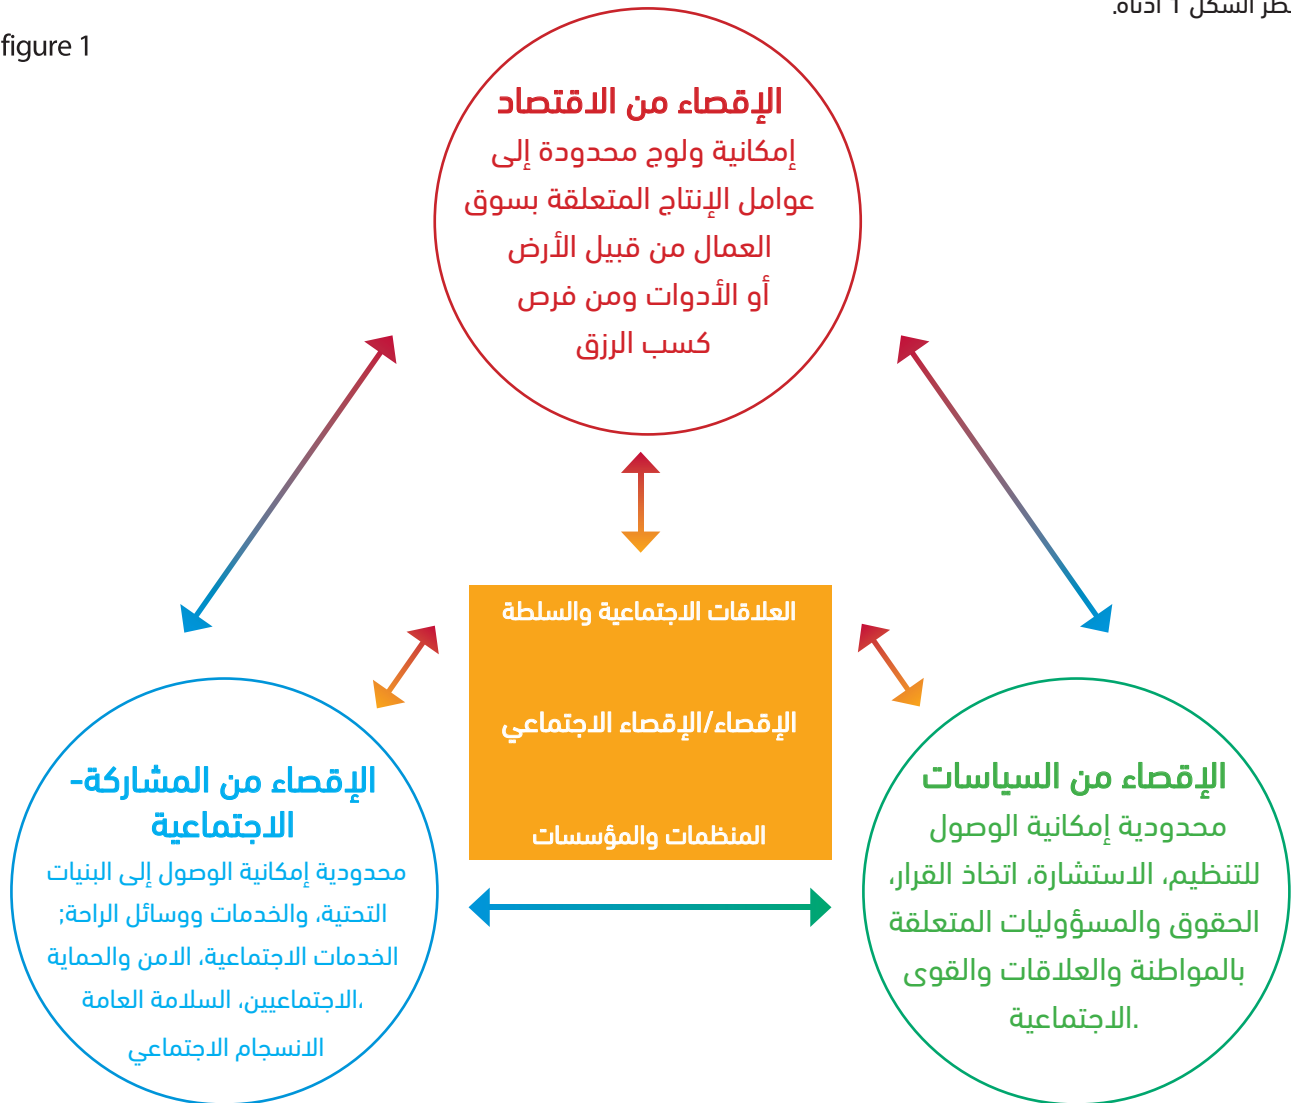 الشكل 1 أدناه.
figure 1
الإقصاء من الاقتصاد
إمكانية ولوج محدودة إلى
عوامل الإنتاج المتعلقة بسوق
العمال من قبيل الأرض
أو الأدوات ومن فرص
كسب الرزق
العلاقات الاجتماعية والسلطة
الإقصاء/الإقصاء الاجتماعي
المنظمات والمؤسسات
الإقصاء من السياسات
محدودية إمكانية الوصول
للتنظيم، الاستشارة، اتخاذ القرار،
الحقوق والمسؤوليات المتعلقة
بالمواطنة والعلاقات والقوى
.الاجتماعية
الإقصاء من المشاركة-
الاجتماعية
محدودية إمكانية الوصول إلى البنيات
التحتية، والخدمات ووسائل الراحة;
الخدمات الاجتماعية، الامن والحماية
،الاجتماعيين، السلامة العامة
الانسجام الاجتماعي